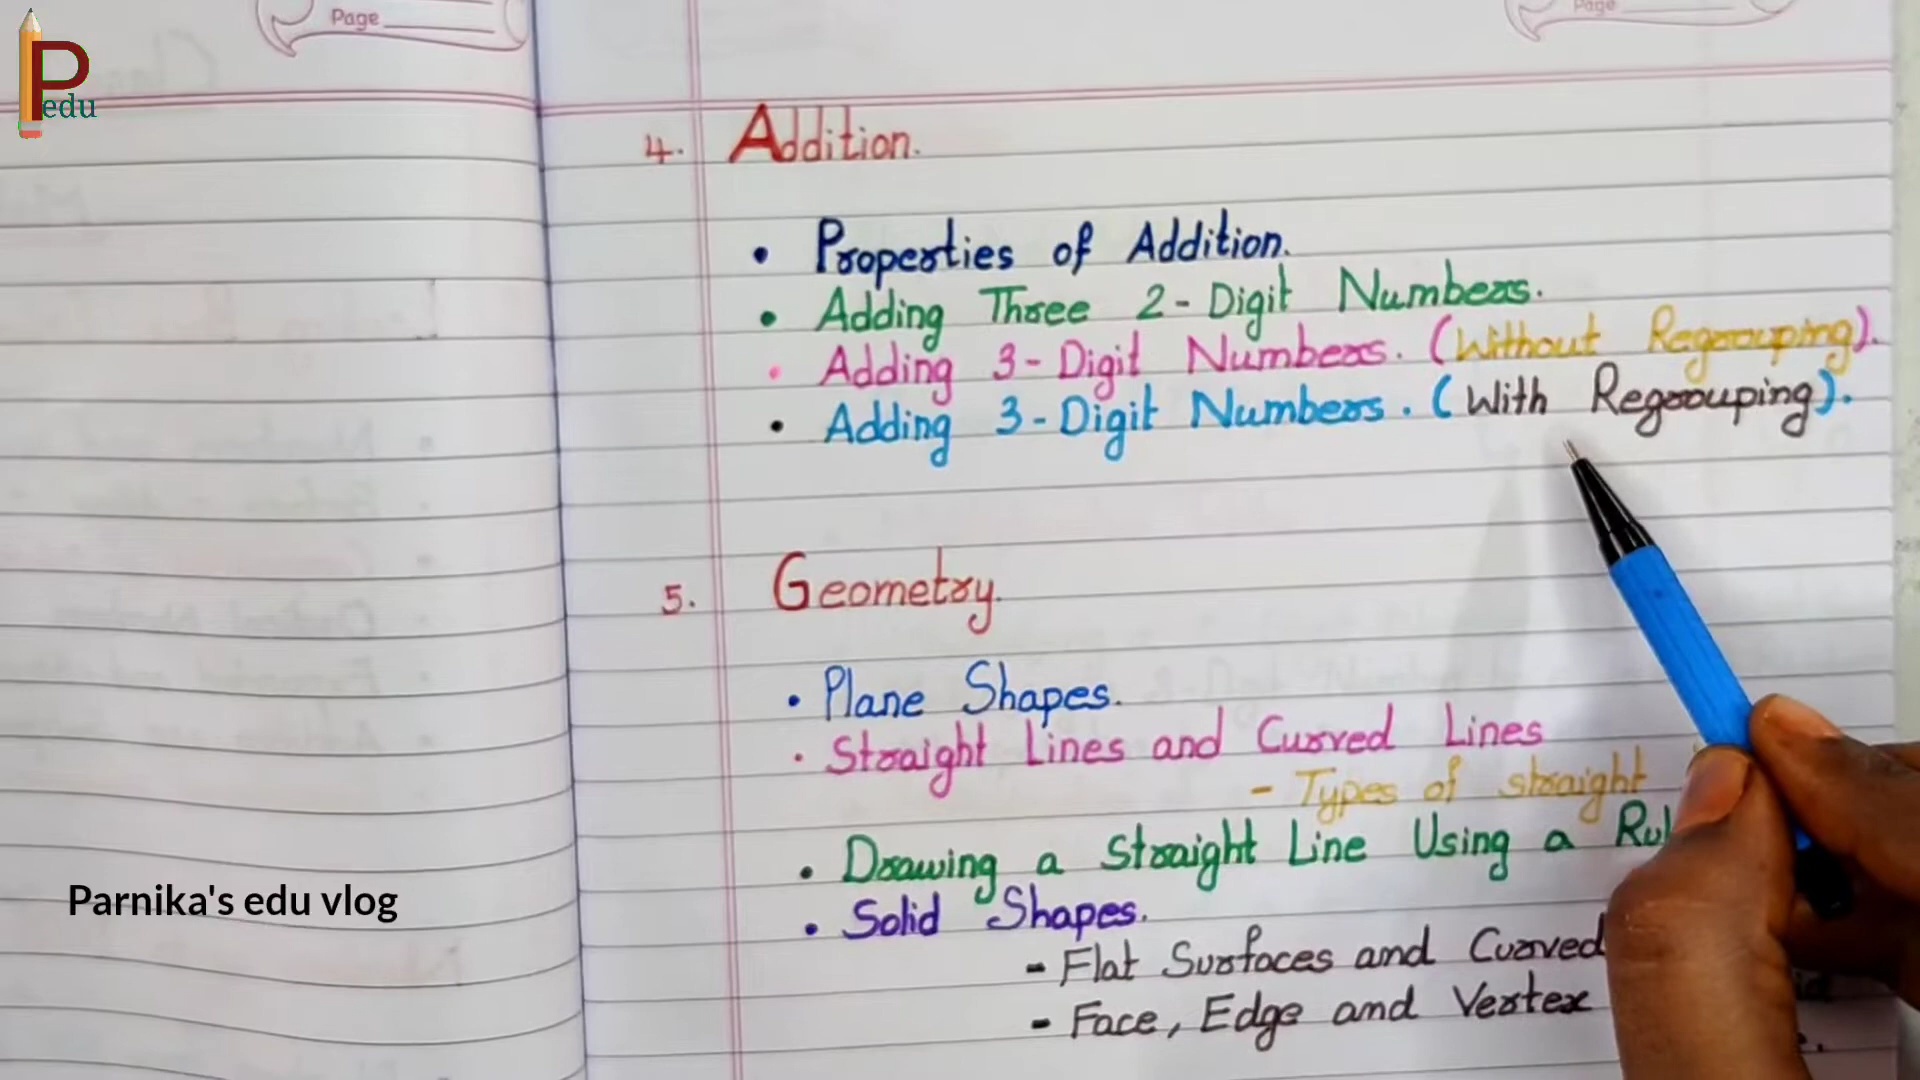 Page
Page
P
edu
4. Addition.
• Properties of Addition.
• Adding Three 2-Digit Numbers.
• Adding 3-Digit Numbers. (Without Regrouping).
• Adding 3-Digit Numbers. (With Regrouping).
5. Geometry.
• Plane Shapes.
• Straight Lines and Curved Lines
- Types of straight
• Drawing a Straight Line Using a
• Solid Shapes.
- Flat Surfaces and Curved
- Face, Edge and Vertex
Parnika's edu vlog